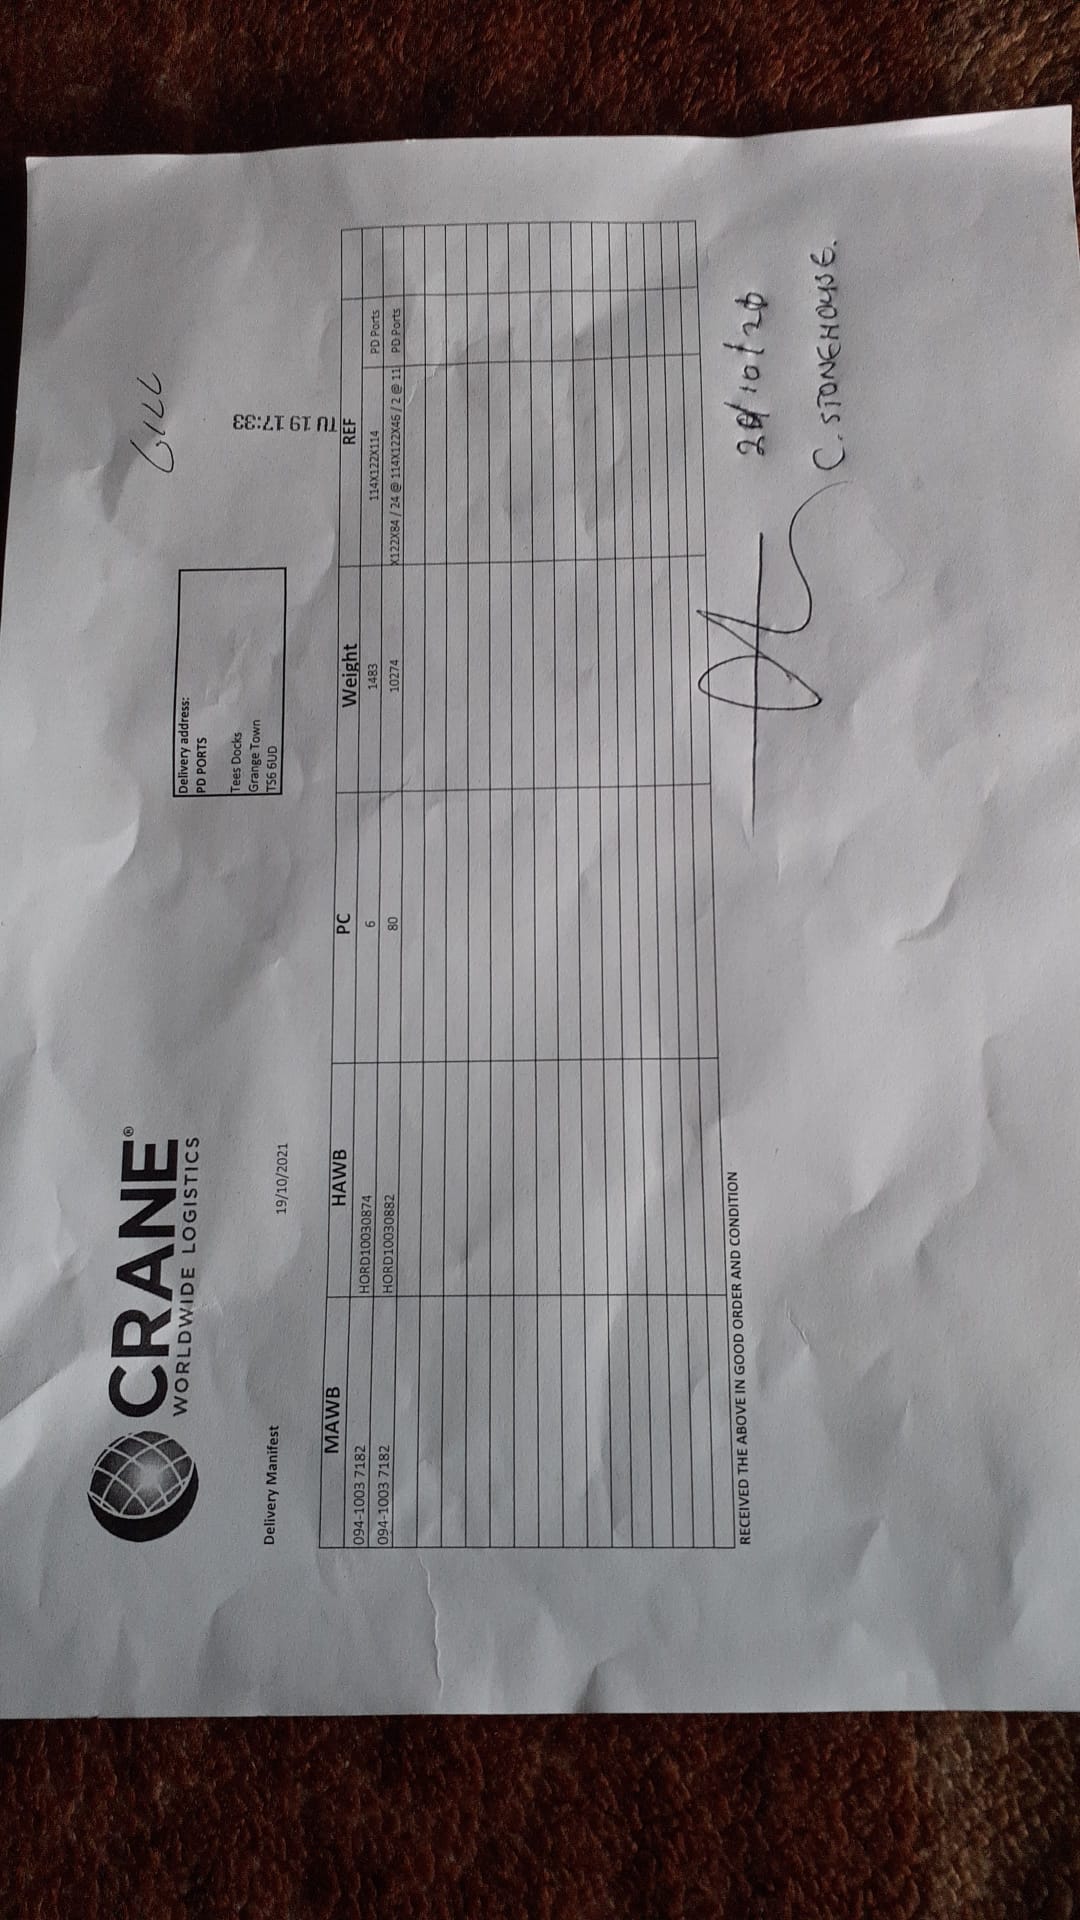 CRANE®
WORLDWIDE LOGISTICS
GILL
Delivery address:
PD PORTS
Tees Docks
Grange Town
TS6 6UD
Delivery Manifest
19/10/2021
TU 19 17:33
MAWB HAWB PC Weight REF
094-1003 7182 HORD10030874 6 1483 114X122X114 PD Ports
094-1003 7182 HORD10030882 80 10274 X122X84 / 24 @ 114X122X46 / 2 @ 11 PD Ports
RECEIVED THE ABOVE IN GOOD ORDER AND CONDITION
20/10/20
C. STONEHOUSE.